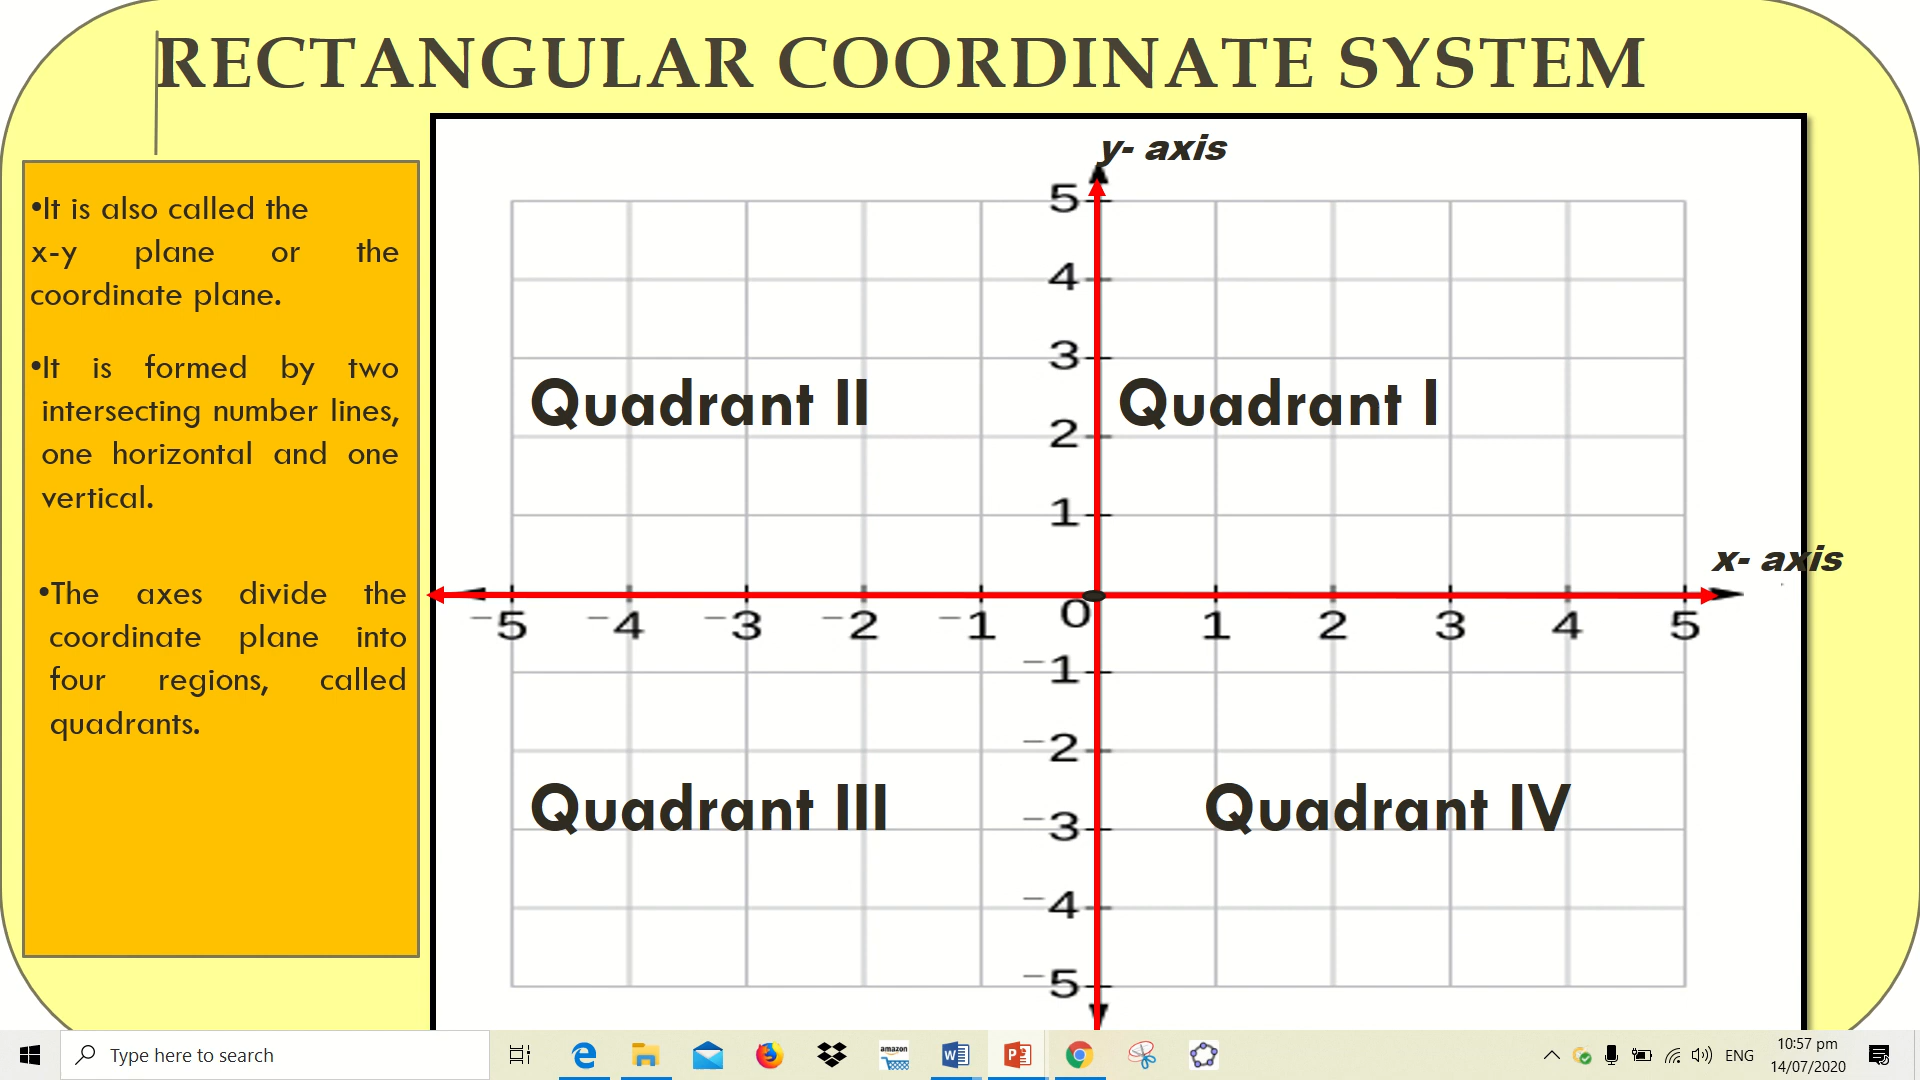 RECTANGULAR COORDINATE SYSTEM
•It is also called the
x-y plane or the
coordinate plane.
•It is formed by two
intersecting number lines,
one horizontal and one
vertical.
•The axes divide the
coordinate plane into
four regions, called
quadrants.
y- axis
5
4
3
Quadrant II Quadrant I
2
1
x- axis
-5 -4 -3 -2 -1 0 1 2 3 4 5
-1
-2
Quadrant III Quadrant IV
-3
-4
-5
Type here to search
amazon
ENG
10:57 pm
14/07/2020